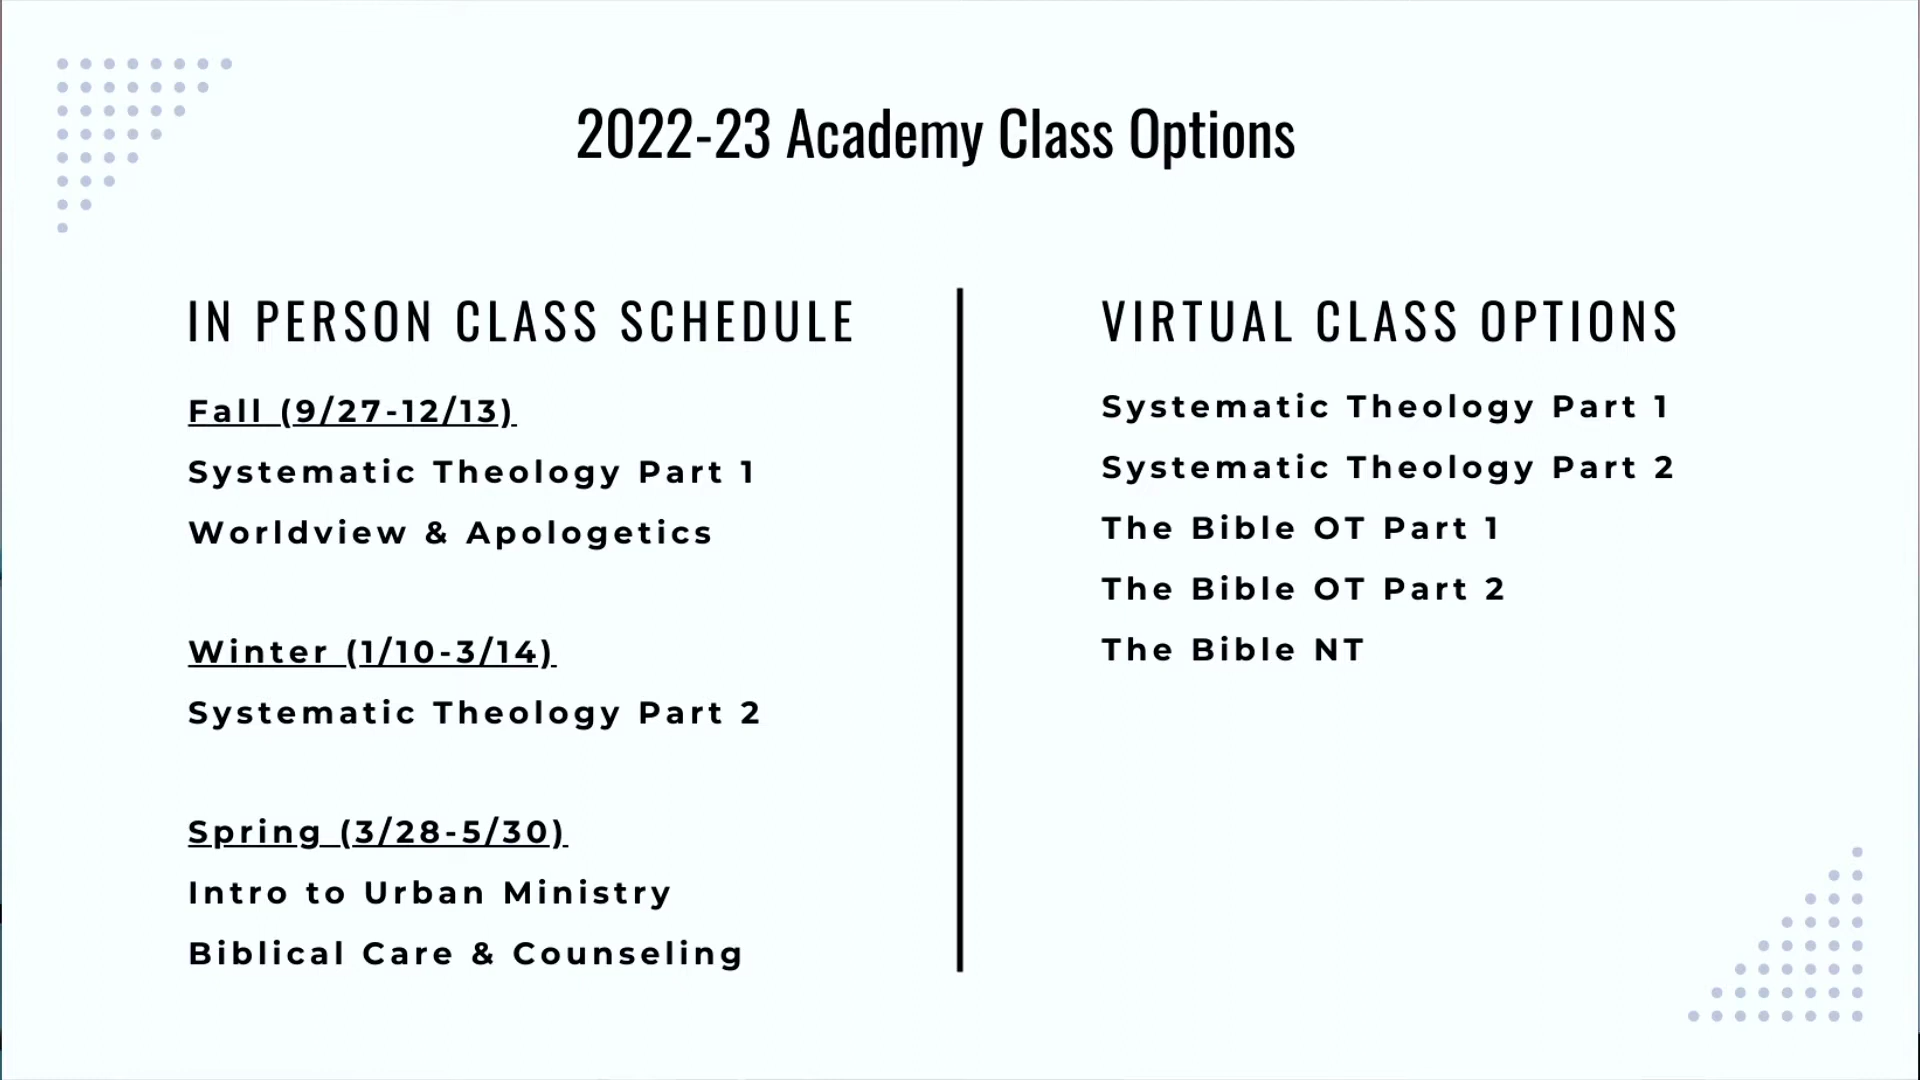 2022-23 Academy Class Options
IN PERSON CLASS SCHEDULE
Fall (9/27-12/13)
Systematic Theology Part 1
Worldview & Apologetics
Winter (1/10-3/14)
Systematic Theology Part 2
Spring (3/28-5/30)
Intro to Urban Ministry
Biblical Care & Counseling
VIRTUAL CLASS OPTIONS
Systematic Theology Part 1
Systematic Theology Part 2
The Bible OT Part 1
The Bible OT Part 2
The Bible NT